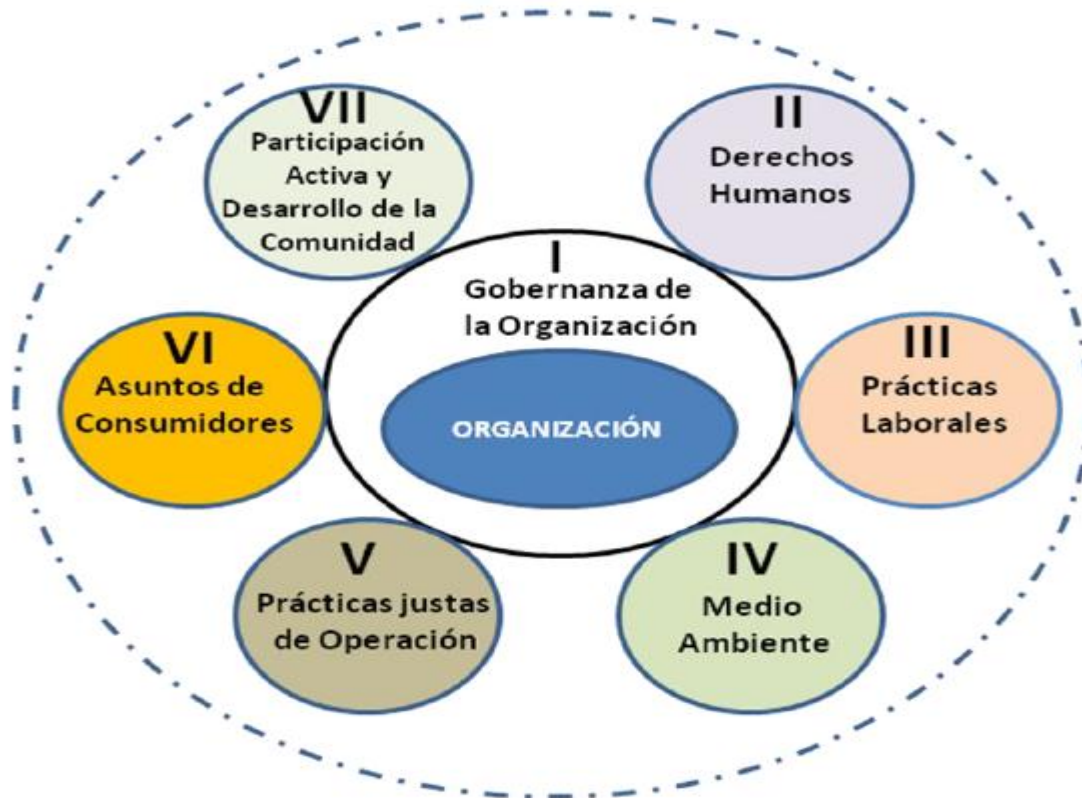 VII
Participación
Activa y
Desarrollo de la
Comunidad
II
Derechos
Humanos
I
Gobernanza de
la Organización
ORGANIZACIÓN
VI
Asuntos de
Consumidores
III
Prácticas
Laborales
V
Prácticas justas
de Operación
IV
Medio
Ambiente